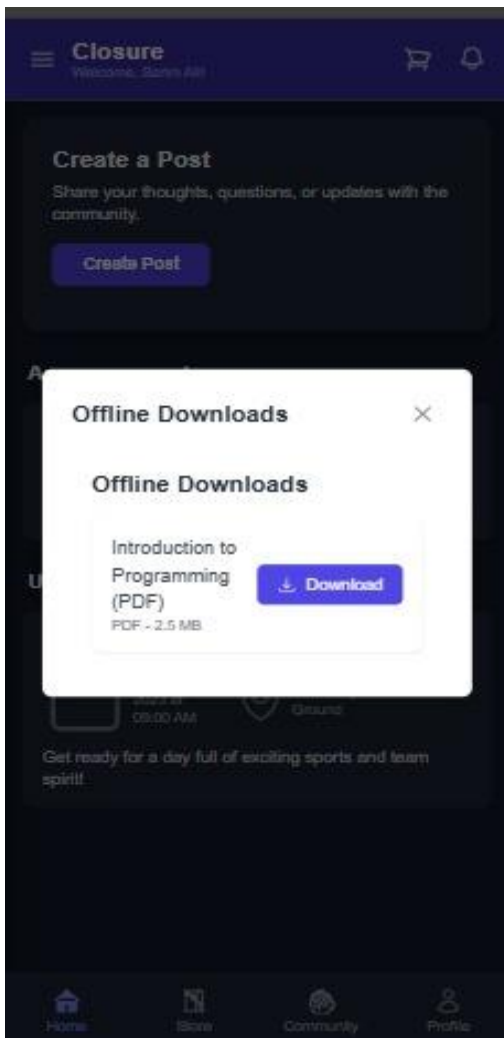 Closure
Create a Post
Share your thoughts, questions, or updates with the
community.
Create Post
Offline Downloads
Offline Downloads
Introduction to
Programming
(PDF)
Download
PDF - 2.5 MB
09:00 AM
Ground
Get ready for a day full of exciting sports and team
spirit!
Home
Store
Community
Profile